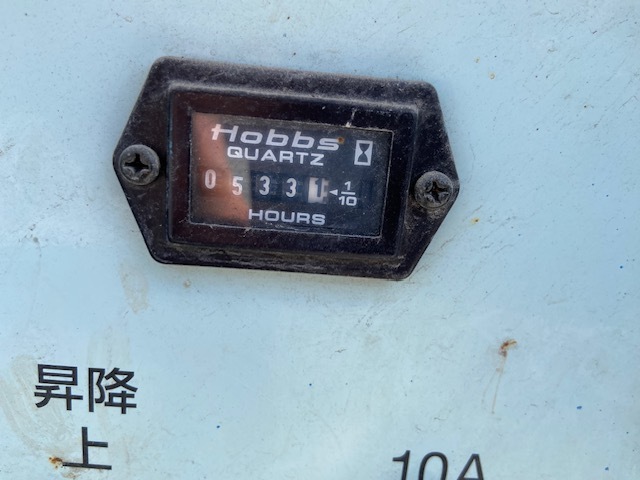 Hobbs
QUARTZ
0 5 3 3 1 ◄ 1/10
HOURS
昇降
上
10A